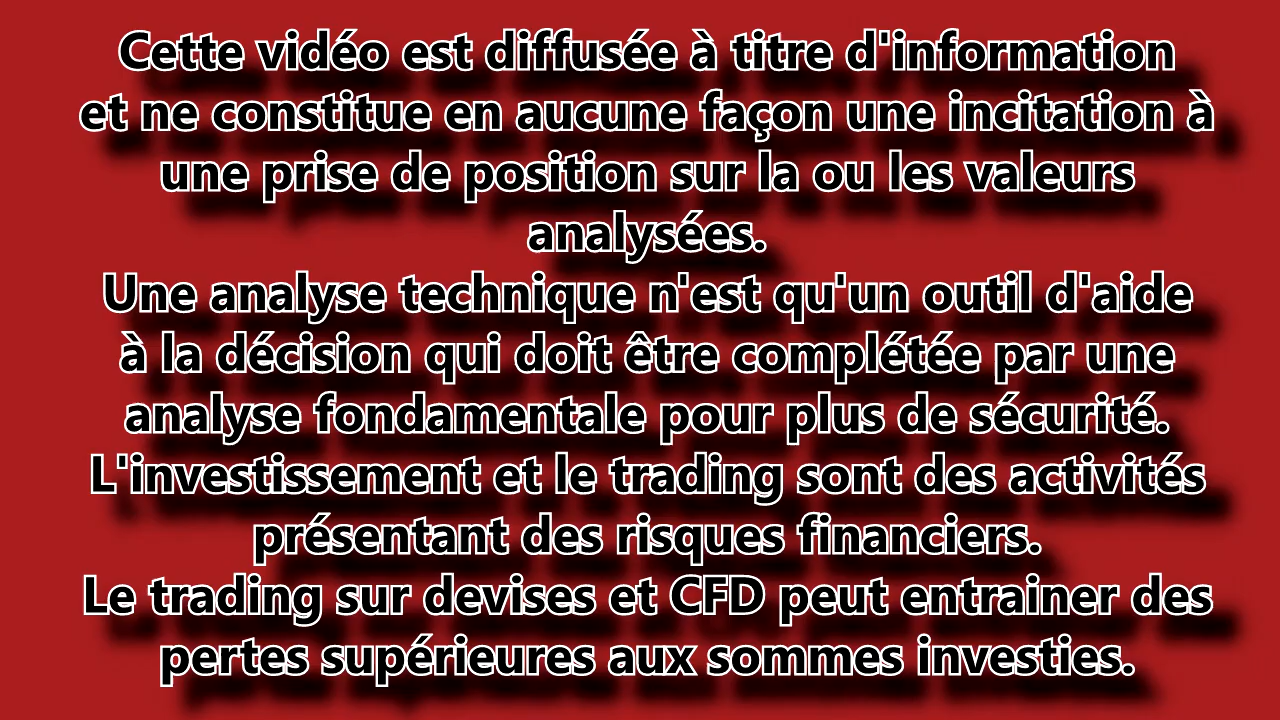 Cette vidéo est diffusée à titre d'information
et ne constitue en aucune façon une incitation à
une prise de position sur la ou les valeurs
analysées.
Une analyse technique n'est qu'un outil d'aide
à la décision qui doit être complétée par une
analyse fondamentale pour plus de sécurité.
L'investissement et le trading sont des activités
présentant des risques financiers.
Le trading sur devises et CFD peut entrainer des
pertes supérieures aux sommes investies.